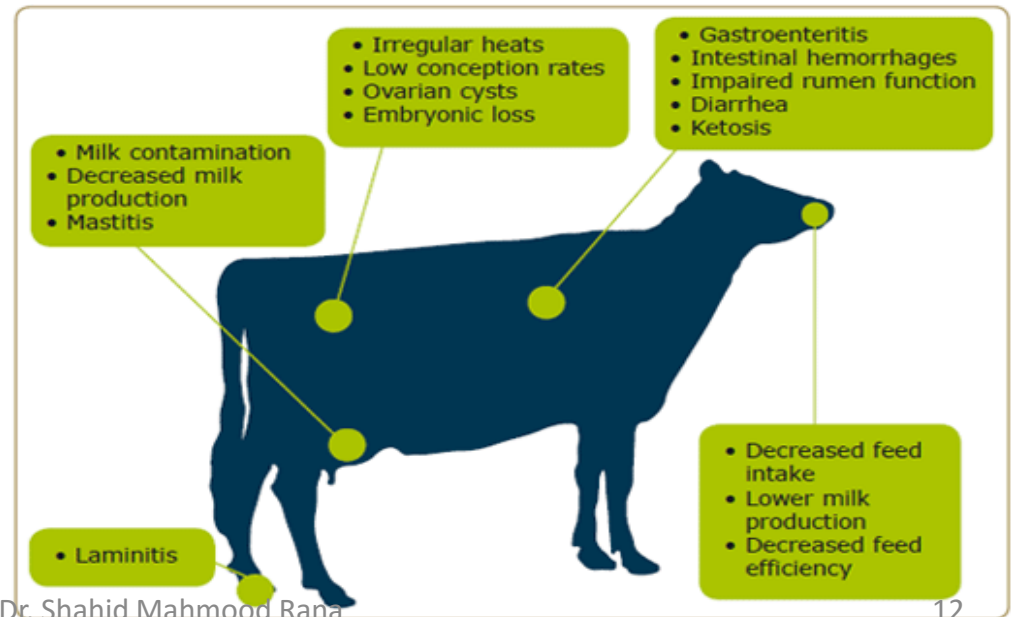 • Irregular heats
• Low conception rates
• Ovarian cysts
• Embryonic loss
• Gastroenteritis
• Intestinal hemorrhages
• Impaired rumen function
• Diarrhea
• Ketosis
• Milk contamination
• Decreased milk
production
• Mastitis
• Decreased feed
intake
• Lower milk
production
• Decreased feed
efficiency
• Laminitis
Dr. Shahid Mahmood Rana
12